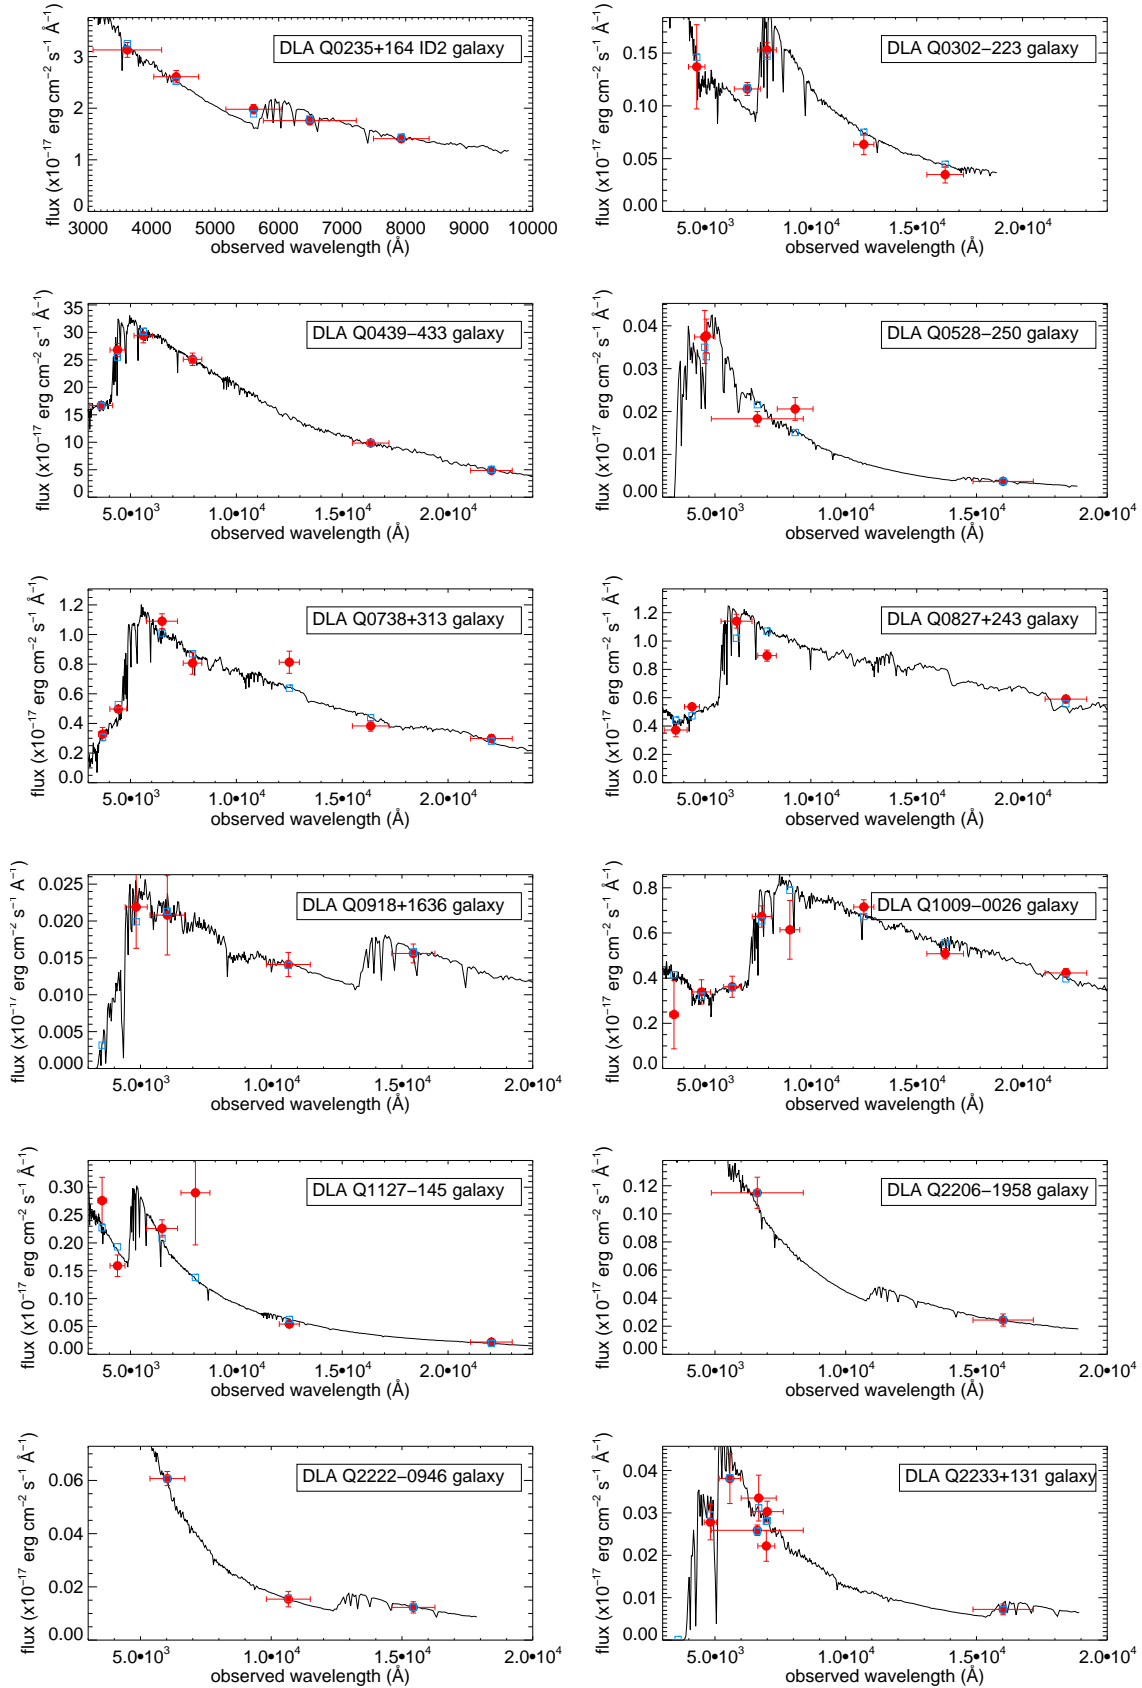 DLA Q0235+164 ID2 galaxy
flux (x10⁻¹⁷ erg cm⁻² s⁻¹ Å⁻¹)
3
2
1
0
3000 4000 5000 6000 7000 8000 9000 10000
observed wavelength (Å)
DLA Q0302−223 galaxy
flux (x10⁻¹⁷ erg cm⁻² s⁻¹ Å⁻¹)
0.15
0.10
0.05
0.00
5.0•10³ 1.0•10⁴ 1.5•10⁴ 2.0•10⁴
observed wavelength (Å)
DLA Q0439−433 galaxy
flux (x10⁻¹⁷ erg cm⁻² s⁻¹ Å⁻¹)
35
30
25
20
15
10
5
0
5.0•10³ 1.0•10⁴ 1.5•10⁴ 2.0•10⁴
observed wavelength (Å)
DLA Q0528−250 galaxy
flux (x10⁻¹⁷ erg cm⁻² s⁻¹ Å⁻¹)
0.04
0.03
0.02
0.01
0.00
5.0•10³ 1.0•10⁴ 1.5•10⁴ 2.0•10⁴
observed wavelength (Å)
DLA Q0738+313 galaxy
flux (x10⁻¹⁷ erg cm⁻² s⁻¹ Å⁻¹)
1.2
1.0
0.8
0.6
0.4
0.2
0.0
5.0•10³ 1.0•10⁴ 1.5•10⁴ 2.0•10⁴
observed wavelength (Å)
DLA Q0827+243 galaxy
flux (x10⁻¹⁷ erg cm⁻² s⁻¹ Å⁻¹)
1.2
1.0
0.8
0.6
0.4
0.2
0.0
5.0•10³ 1.0•10⁴ 1.5•10⁴ 2.0•10⁴
observed wavelength (Å)
DLA Q0918+1636 galaxy
flux (x10⁻¹⁷ erg cm⁻² s⁻¹ Å⁻¹)
0.025
0.020
0.015
0.010
0.005
0.000
5.0•10³ 1.0•10⁴ 1.5•10⁴ 2.0•10⁴
observed wavelength (Å)
DLA Q1009−0026 galaxy
flux (x10⁻¹⁷ erg cm⁻² s⁻¹ Å⁻¹)
0.8
0.6
0.4
0.2
0.0
5.0•10³ 1.0•10⁴ 1.5•10⁴ 2.0•10⁴
observed wavelength (Å)
DLA Q1127−145 galaxy
flux (x10⁻¹⁷ erg cm⁻² s⁻¹ Å⁻¹)
0.30
0.25
0.20
0.15
0.10
0.05
0.00
5.0•10³ 1.0•10⁴ 1.5•10⁴ 2.0•10⁴
observed wavelength (Å)
DLA Q2206−1958 galaxy
flux (x10⁻¹⁷ erg cm⁻² s⁻¹ Å⁻¹)
0.12
0.10
0.08
0.06
0.04
0.02
0.00
5.0•10³ 1.0•10⁴ 1.5•10⁴ 2.0•10⁴
observed wavelength (Å)
DLA Q2222−0946 galaxy
flux (x10⁻¹⁷ erg cm⁻² s⁻¹ Å⁻¹)
0.06
0.04
0.02
0.00
5.0•10³ 1.0•10⁴ 1.5•10⁴ 2.0•10⁴
observed wavelength (Å)
DLA Q2233+131 galaxy
flux (x10⁻¹⁷ erg cm⁻² s⁻¹ Å⁻¹)
0.04
0.03
0.02
0.01
0.00
5.0•10³ 1.0•10⁴ 1.5•10⁴ 2.0•10⁴
observed wavelength (Å)